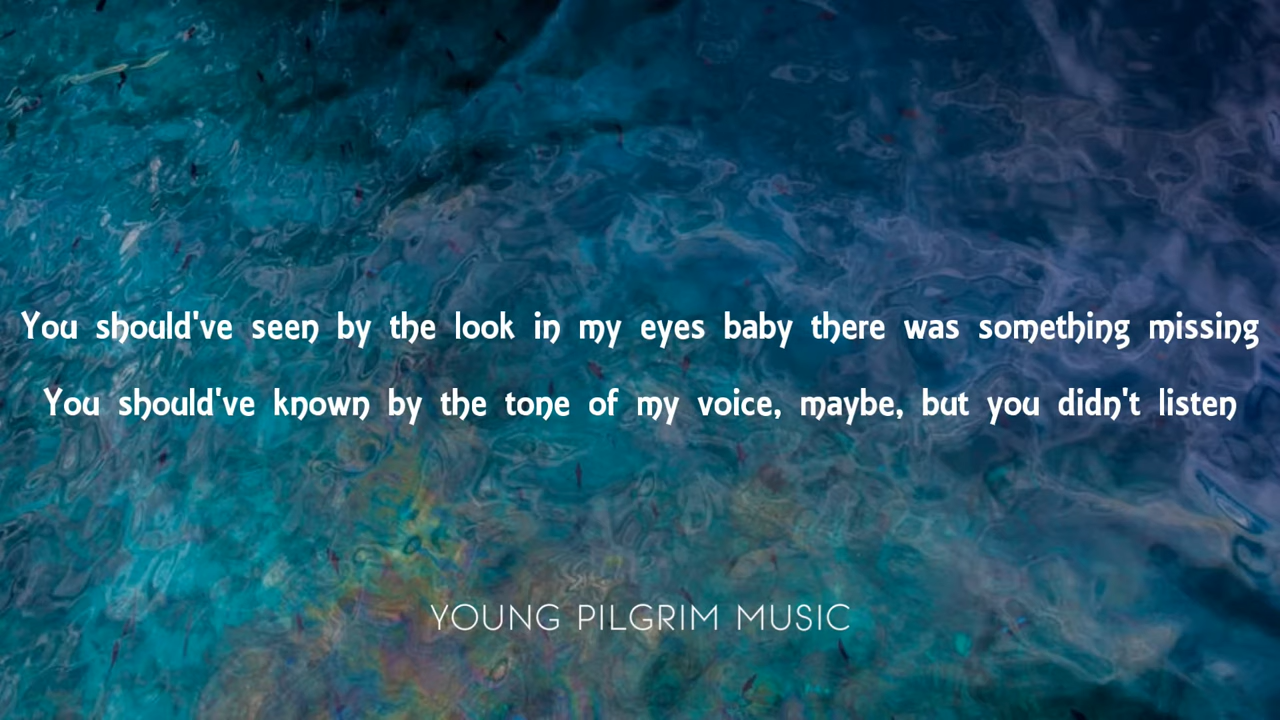 You should've seen by the look in my eyes baby there was something missing
You should've known by the tone of my voice, maybe, but you didn't listen
YOUNG PILGRIM MUSIC